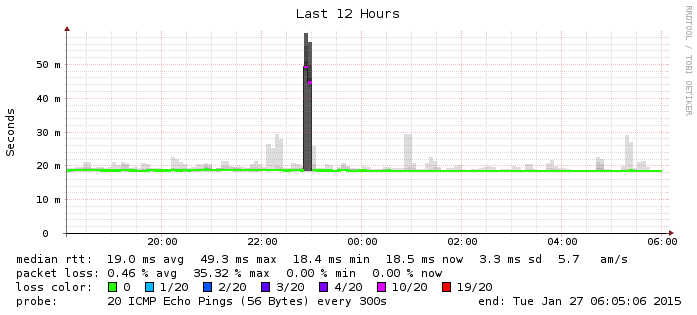 Last 12 Hours
RRDTOOL / TOBI OETIKER
Seconds
50 m
40 m
30 m
20 m
10 m
0
20:00 22:00 00:00 02:00 04:00 06:00
median rtt: 19.0 ms avg 49.3 ms max 18.4 ms min 18.5 ms now 3.3 ms sd 5.7 am/s
packet loss: 0.46 % avg 35.32 % max 0.00 % min 0.00 % now
loss color: 0 1/20 2/20 3/20 4/20 10/20 19/20
probe: 20 ICMP Echo Pings (56 Bytes) every 300s end: Tue Jan 27 06:05:06 2015